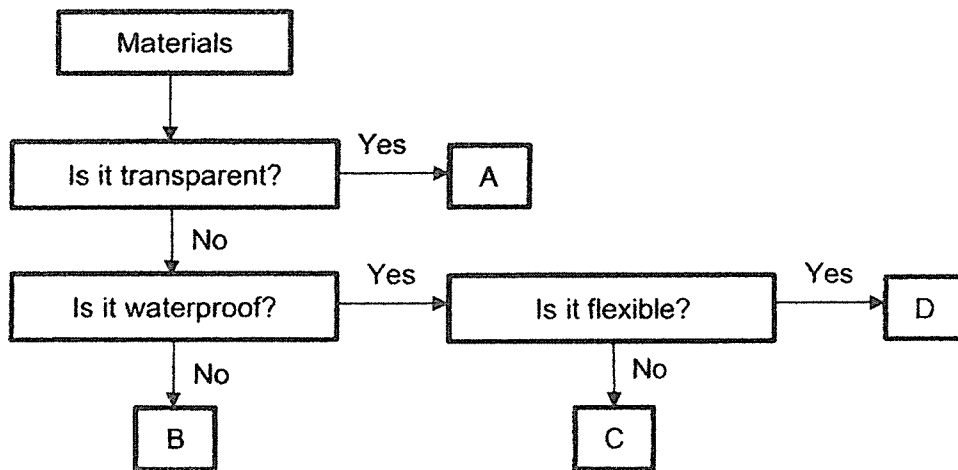 Materials
Is it transparent?
Yes
A
No
Is it waterproof?
Yes
Is it flexible?
Yes
D
No
B
No
C